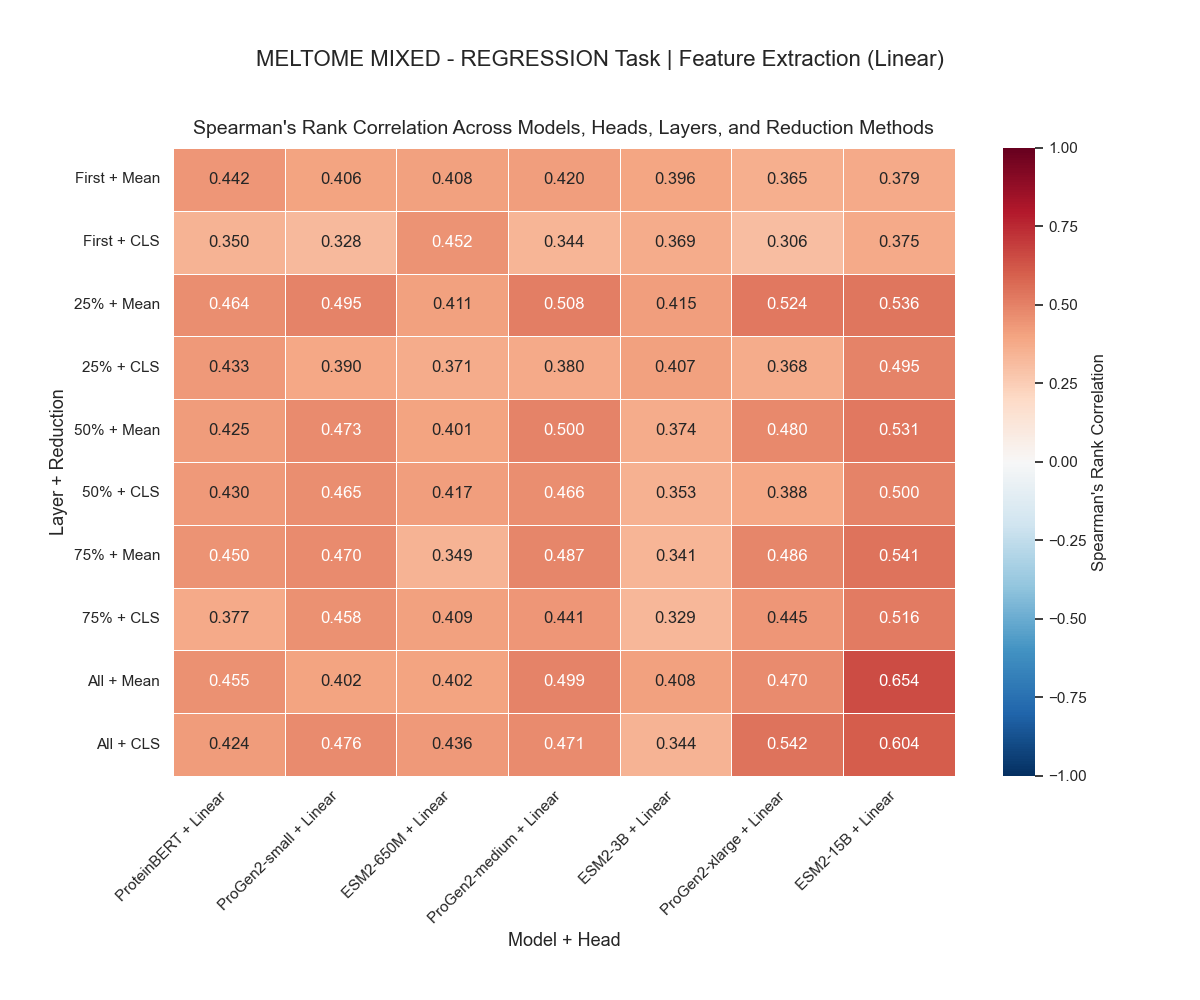 MELTOME MIXED - REGRESSION Task | Feature Extraction (Linear)
Spearman's Rank Correlation Across Models, Heads, Layers, and Reduction Methods
Layer + Reduction
First + Mean 0.442 0.406 0.408 0.420 0.396 0.365 0.379
First + CLS 0.350 0.328 0.452 0.344 0.369 0.306 0.375
25% + Mean 0.464 0.495 0.411 0.508 0.415 0.524 0.536
25% + CLS 0.433 0.390 0.371 0.380 0.407 0.368 0.495
50% + Mean 0.425 0.473 0.401 0.500 0.374 0.480 0.531
50% + CLS 0.430 0.465 0.417 0.466 0.353 0.388 0.500
75% + Mean 0.450 0.470 0.349 0.487 0.341 0.486 0.541
75% + CLS 0.377 0.458 0.409 0.441 0.329 0.445 0.516
All + Mean 0.455 0.402 0.402 0.499 0.408 0.470 0.654
All + CLS 0.424 0.476 0.436 0.471 0.344 0.542 0.604
ProteinBERT + Linear
ProGen2-small + Linear
ESM2-650M + Linear
ProGen2-medium + Linear
ESM2-3B + Linear
ProGen2-xlarge + Linear
ESM2-15B + Linear
Model + Head
1.00
0.75
0.50
0.25
0.00
−0.25
−0.50
−0.75
−1.00
Spearman's Rank Correlation